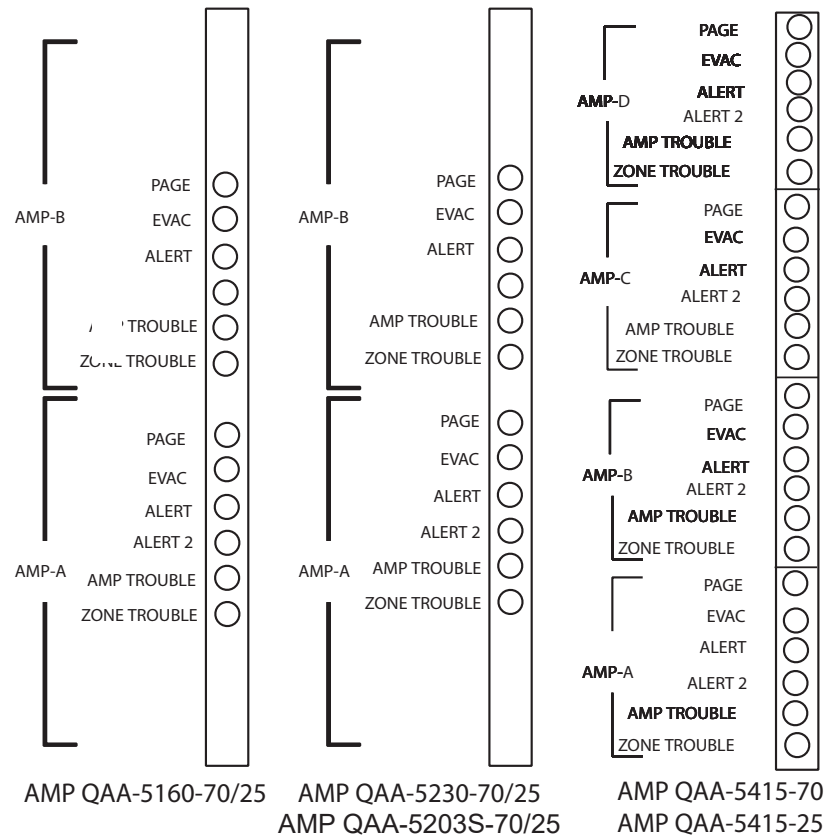 PAGE
AMP-B EVAC
ALERT
TROUBLE
ZONE TROUBLE
PAGE
EVAC
ALERT
ALERT 2
AMP-A AMP TROUBLE
ZONE TROUBLE
AMP QAA-5160-70/25
PAGE
AMP-B EVAC
ALERT
AMP TROUBLE
ZONE TROUBLE
PAGE
EVAC
ALERT
ALERT 2
AMP-A AMP TROUBLE
ZONE TROUBLE
AMP QAA-5230-70/25
AMP QAA-5203S-70/25
PAGE
EVAC
AMP-D ALERT
ALERT 2
AMP TROUBLE
ZONE TROUBLE
PAGE
EVAC
AMP-C ALERT
ALERT 2
AMP TROUBLE
ZONE TROUBLE
PAGE
EVAC
AMP-B ALERT
ALERT 2
AMP TROUBLE
ZONE TROUBLE
PAGE
EVAC
ALERT
AMP-A ALERT 2
AMP TROUBLE
ZONE TROUBLE
AMP QAA-5415-70
AMP QAA-5415-25